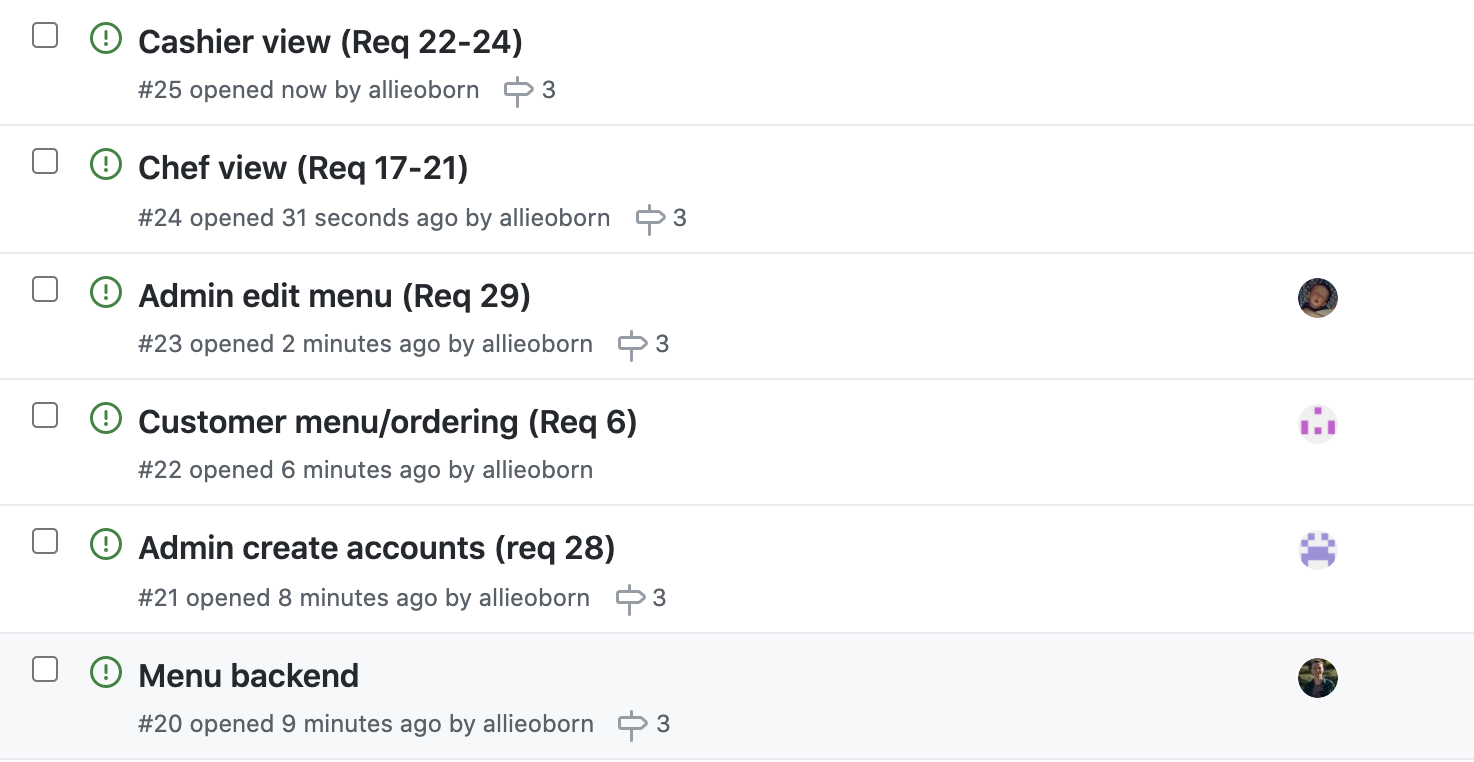 Cashier view (Req 22-24)
#25 opened now by allieoborn 3
Chef view (Req 17-21)
#24 opened 31 seconds ago by allieoborn 3
Admin edit menu (Req 29)
#23 opened 2 minutes ago by allieoborn 3
Customer menu/ordering (Req 6)
#22 opened 6 minutes ago by allieoborn
Admin create accounts (req 28)
#21 opened 8 minutes ago by allieoborn 3
Menu backend
#20 opened 9 minutes ago by allieoborn 3